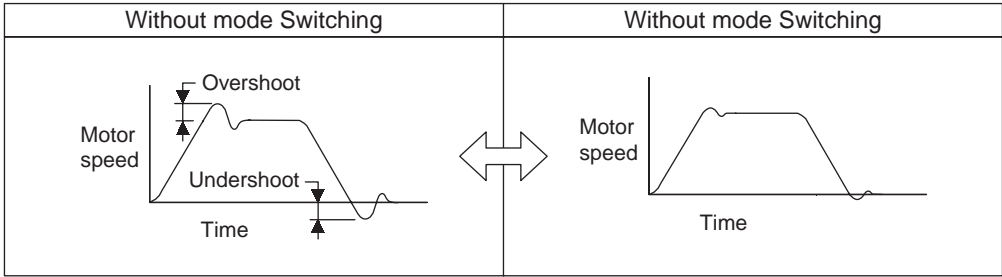 Without mode Switching
Without mode Switching
Overshoot
Motor
speed
Undershoot
Time
Motor
speed
Time